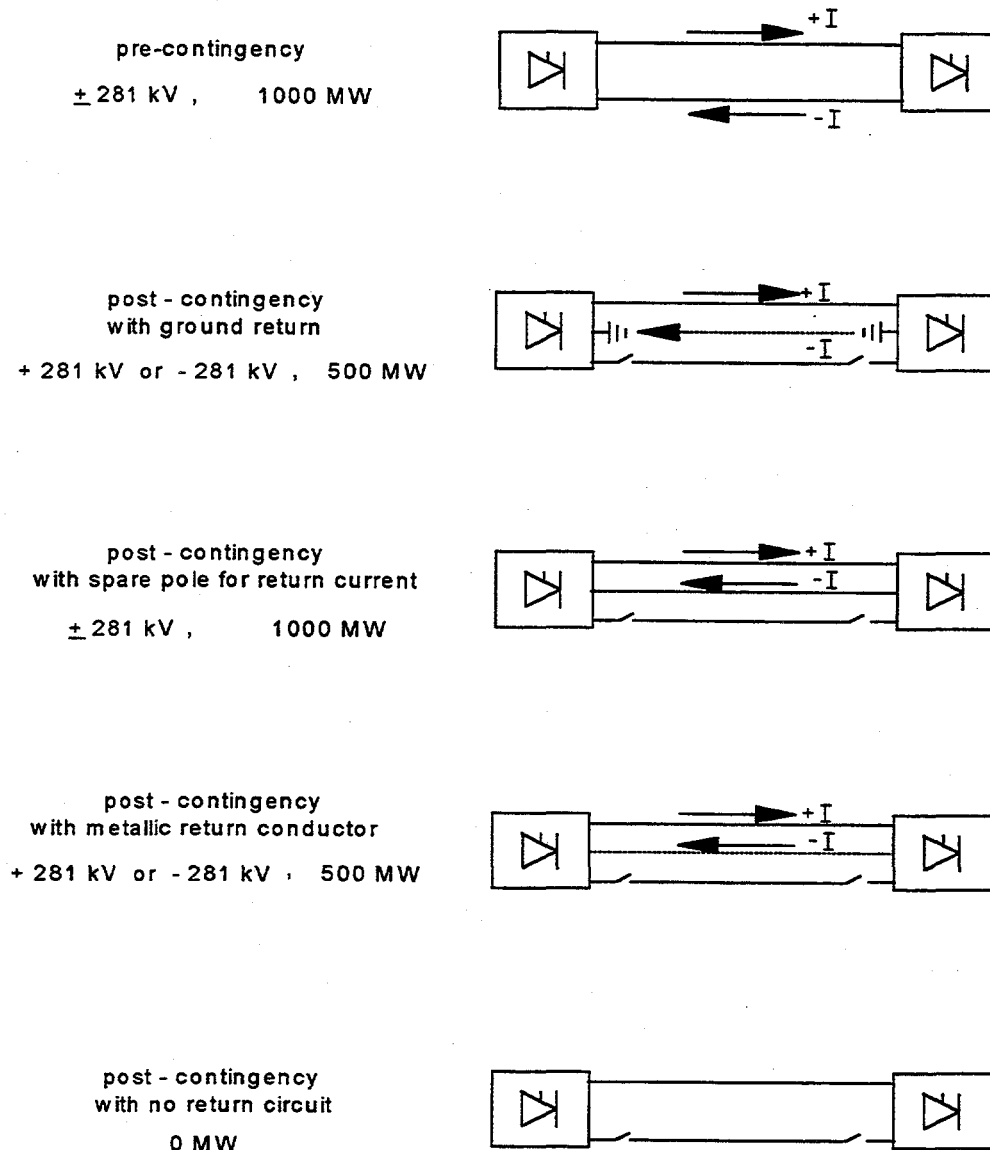 pre-contingency
± 281 kV , 1000 MW
+I
-I
post - contingency
with ground return
+ 281 kV or - 281 kV , 500 MW
+I
-I
post - contingency
with spare pole for return current
± 281 kV , 1000 MW
+I
-I
post - contingency
with metallic return conductor
+ 281 kV or - 281 kV , 500 MW
+I
-I
post - contingency
with no return circuit
0 MW